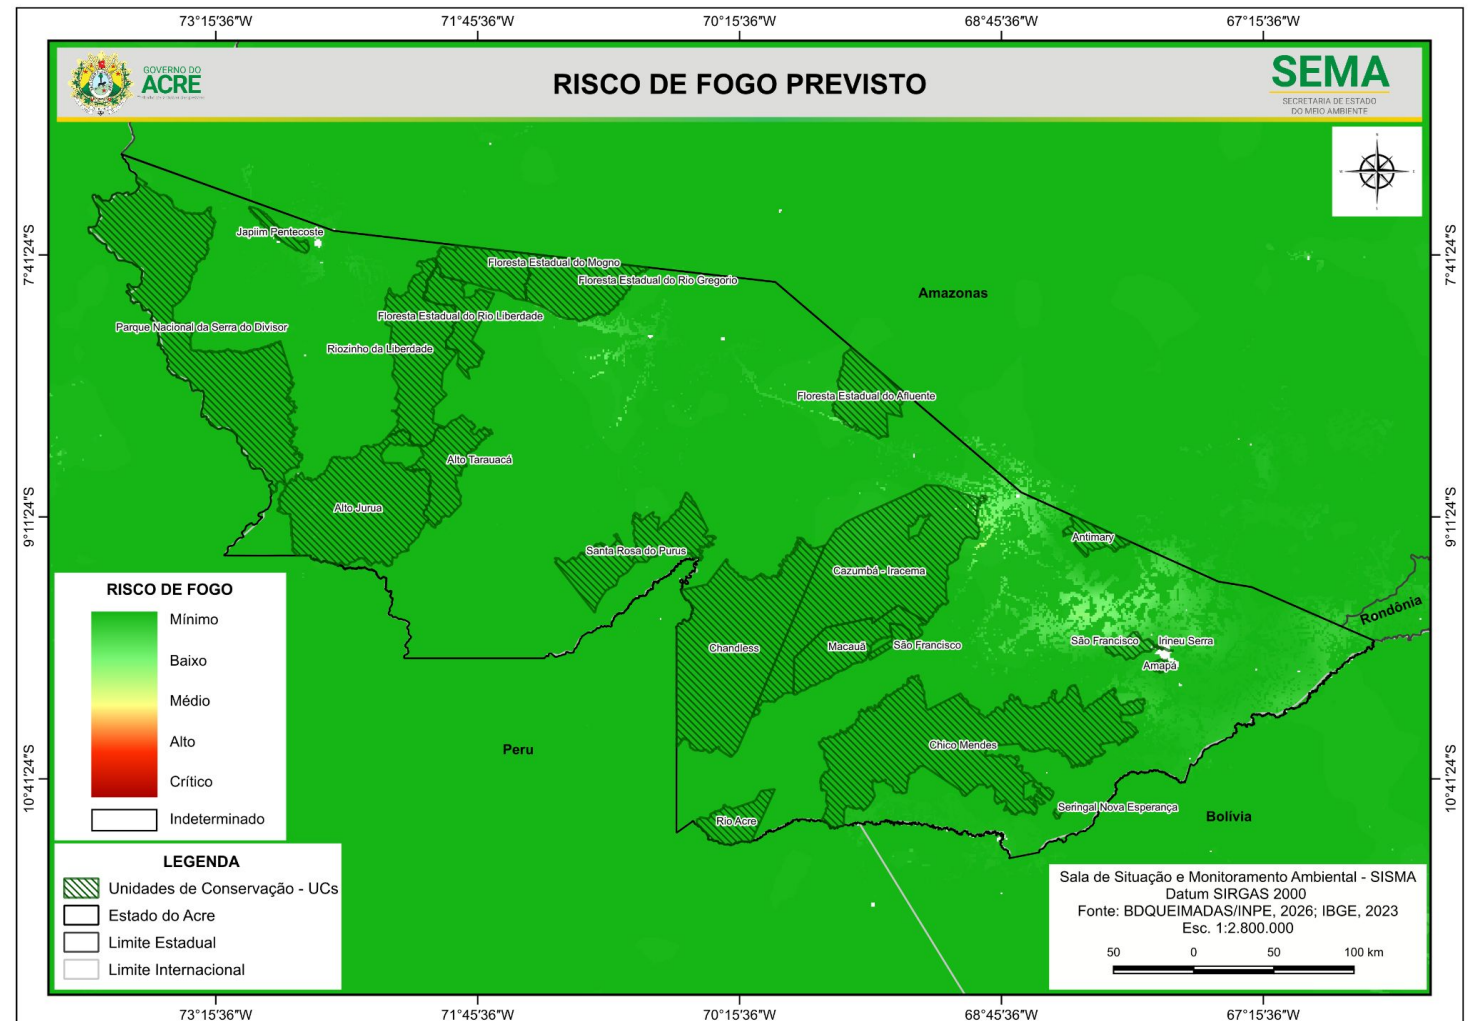 73°15'36"W 71°45'36"W 70°15'36"W 68°45'36"W 67°15'36"W
GOVERNO DO
ACRE
RISCO DE FOGO PREVISTO
SEMA
SECRETARIA DE ESTADO
DO MEIO AMBIENTE
N
Japiim Pentecoste
7°41'24"S
7°41'24"S
Floresta Estadual do Mogno
Floresta Estadual do Rio Gregorio
Amazonas
Floresta Estadual do Rio Liberdade
Parque Nacional da Serra do Divisor
Riozinho da Liberdade
Floresta Estadual do Afluente
Alto Tarauacá
Alto Jurua
9°11'24"S
9°11'24"S
Antimary
Santa Rosa do Purus
Cazumbá - Iracema
Rondônia
São Francisco
Irineu Serra
Chandless
Macauã
São Francisco
Amapá
Chico Mendes
Peru
10°41'24"S
10°41'24"S
Seringal Nova Esperança
Bolívia
Rio Acre
RISCO DE FOGO
Mínimo
Baixo
Médio
Alto
Crítico
Indeterminado
LEGENDA
Unidades de Conservação - UCs
Estado do Acre
Limite Estadual
Limite Internacional
Sala de Situação e Monitoramento Ambiental - SISMA
Datum SIRGAS 2000
Fonte: BDQUEIMADAS/INPE, 2026; IBGE, 2023
Esc. 1:2.800.000
50 0 50 100 km
73°15'36"W 71°45'36"W 70°15'36"W 68°45'36"W 67°15'36"W